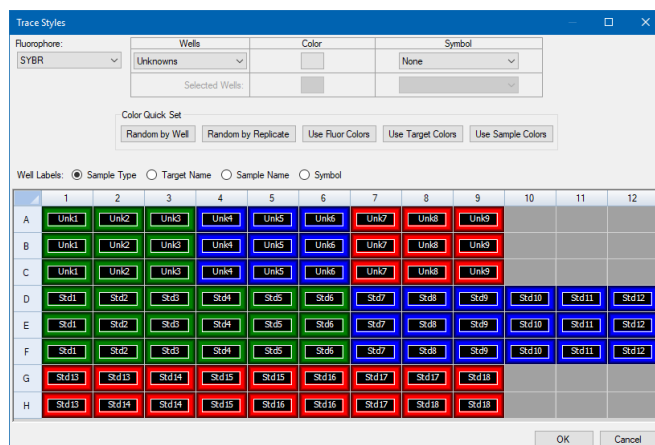 Trace Styles
Fluorophore:
SYBR
Wells Color Symbol
Unknowns None
Selected Wells:
Color Quick Set
Random by Well Random by Replicate Use Fluor Colors Use Target Colors Use Sample Colors
Well Labels: Sample Type Target Name Sample Name Symbol
1 2 3 4 5 6 7 8 9 10 11 12
A Unk1 Unk2 Unk3 Unk4 Unk5 Unk6 Unk7 Unk8 Unk9
B Unk1 Unk2 Unk3 Unk4 Unk5 Unk6 Unk7 Unk8 Unk9
C Unk1 Unk2 Unk3 Unk4 Unk5 Unk6 Unk7 Unk8 Unk9
D Std1 Std2 Std3 Std4 Std5 Std6 Std7 Std8 Std9 Std10 Std11 Std12
E Std1 Std2 Std3 Std4 Std5 Std6 Std7 Std8 Std9 Std10 Std11 Std12
F Std1 Std2 Std3 Std4 Std5 Std6 Std7 Std8 Std9 Std10 Std11 Std12
G Std13 Std13 Std14 Std15 Std15 Std16 Std17 Std17 Std18
H Std13 Std14 Std14 Std15 Std16 Std16 Std17 Std18 Std18
OK Cancel